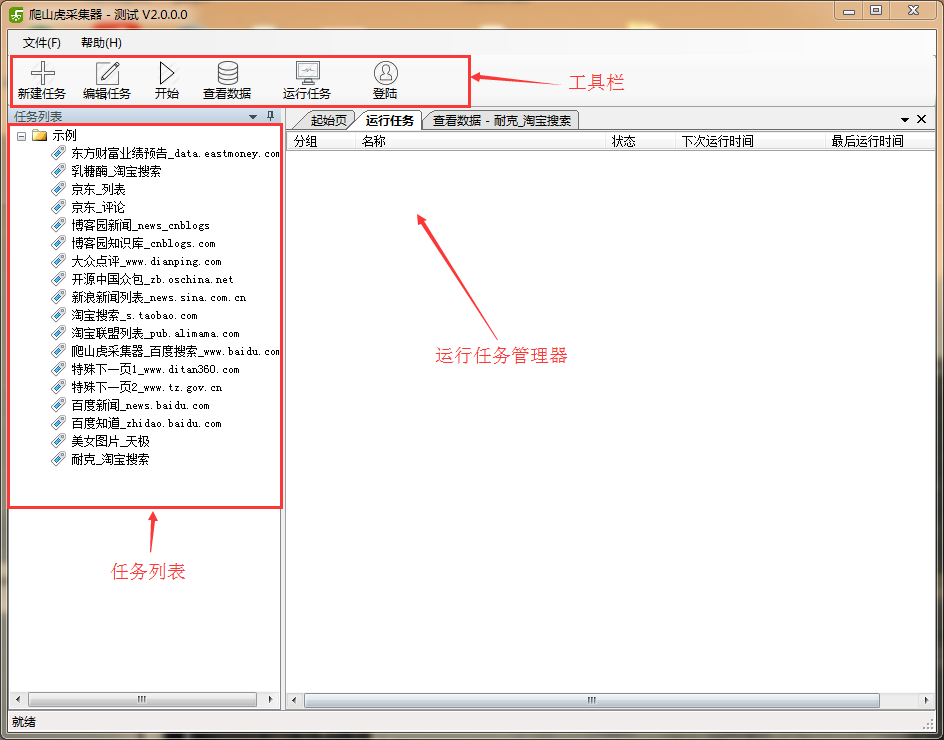 爬山虎采集器 - 测试 V2.0.0.0
文件(F) 帮助(H)
新建任务 编辑任务 开始 查看数据 运行任务 登陆
工具栏
任务列表
起始页 运行任务 查看数据 - 耐克_淘宝搜索
示例
分组 名称 状态 下次运行时间 最后运行时间
东方财富业绩预告_data.eastmoney.com
乳糖酶_淘宝搜索
京东_列表
京东_评论
博客园新闻_news_cnblogs
博客园知识库_cnblogs.com
大众点评_www.dianping.com
开源中国众包_zb.oschina.net
新浪新闻列表_news.sina.com.cn
淘宝搜索_s.taobao.com
淘宝联盟列表_pub.alimama.com
爬山虎采集器_百度搜索_www.baidu.com
特殊下一页1_www.ditan360.com
特殊下一页2_www.tz.gov.cn
百度新闻_news.baidu.com
百度知道_zhidao.baidu.com
美女图片_天极
耐克_淘宝搜索
运行任务管理器
任务列表
就绪